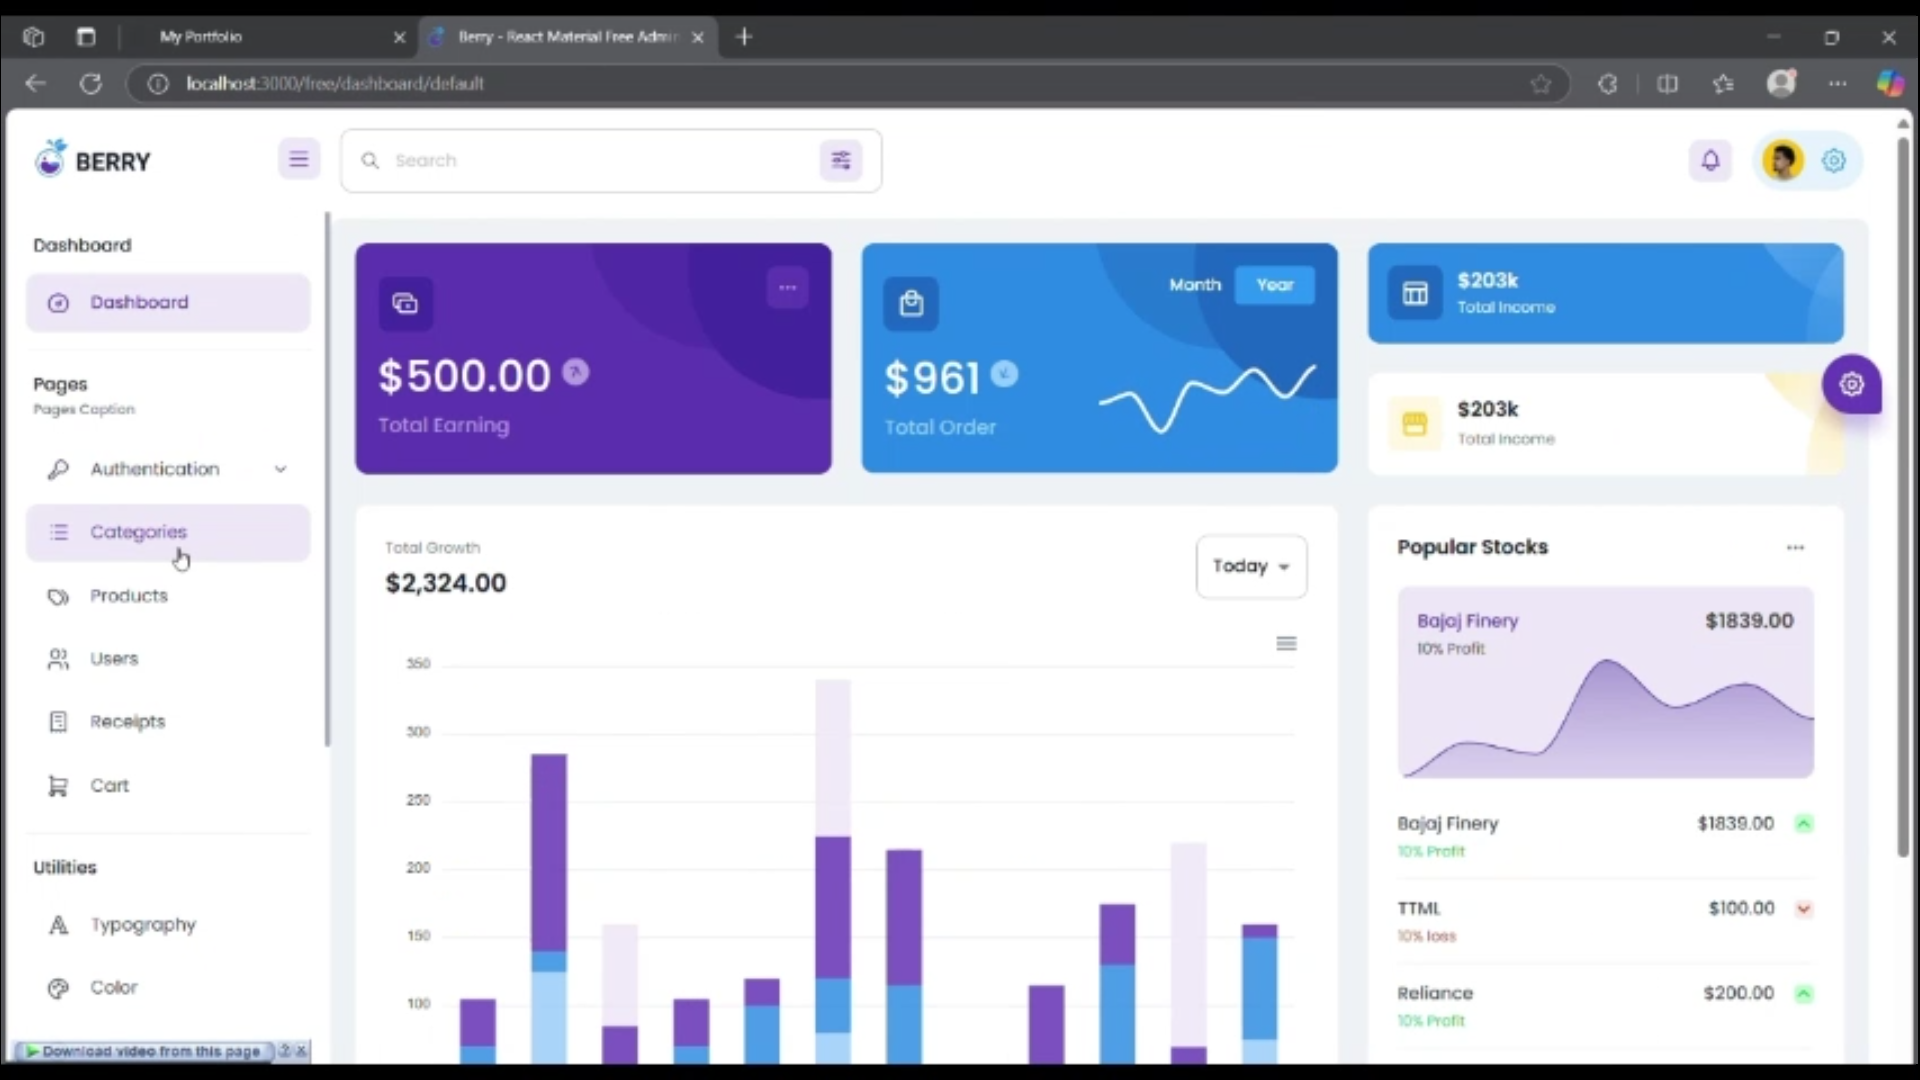 My Portfolio
Berry - React Material Free Admin
localhost:3000/free/dashboard/default
BERRY
Search
Dashboard
Dashboard
Pages
Pages Caption
Authentication
Categories
Products
Users
Receipts
Cart
Utilities
Typography
Color
Download video from this page
?
$500.00
Total Earning
Month
Year
$961
Total Order
$203k
Total Income
$203k
Total Income
Total Growth
$2,324.00
Today
350
300
250
200
150
100
Popular Stocks
Bajaj Finery
$1839.00
10% Profit
Bajaj Finery
$1839.00
10% Profit
TTML
$100.00
10% loss
Reliance
$200.00
10% Profit